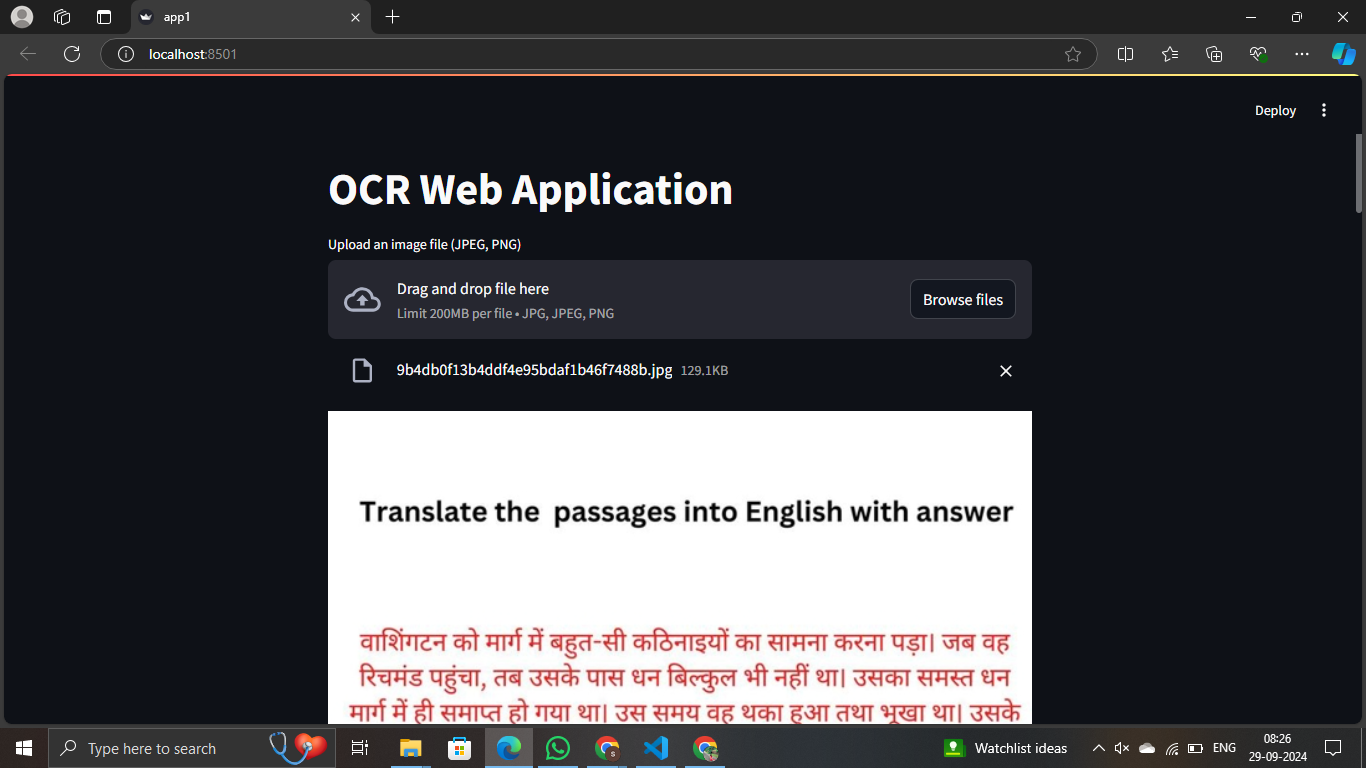 app1
localhost:8501
Deploy
OCR Web Application
Upload an image file (JPEG, PNG)
Drag and drop file here
Limit 200MB per file • JPG, JPEG, PNG
Browse files
9b4db0f13b4ddf4e95bdaf1b46f7488b.jpg 129.1KB
Translate the passages into English with answer
वाशिंगटन को मार्ग में बहुत-सी कठिनाइयों का सामना करना पड़ा। जब वह
रिचमंड पहुंचा, तब उसके पास धन बिल्कुल भी नहीं था। उसका समस्त धन
मार्ग में ही समाप्त हो गया था। उस समय वह थका हुआ तथा भूखा था। उसके
Type here to search
Watchlist ideas
ENG
08:26
29-09-2024